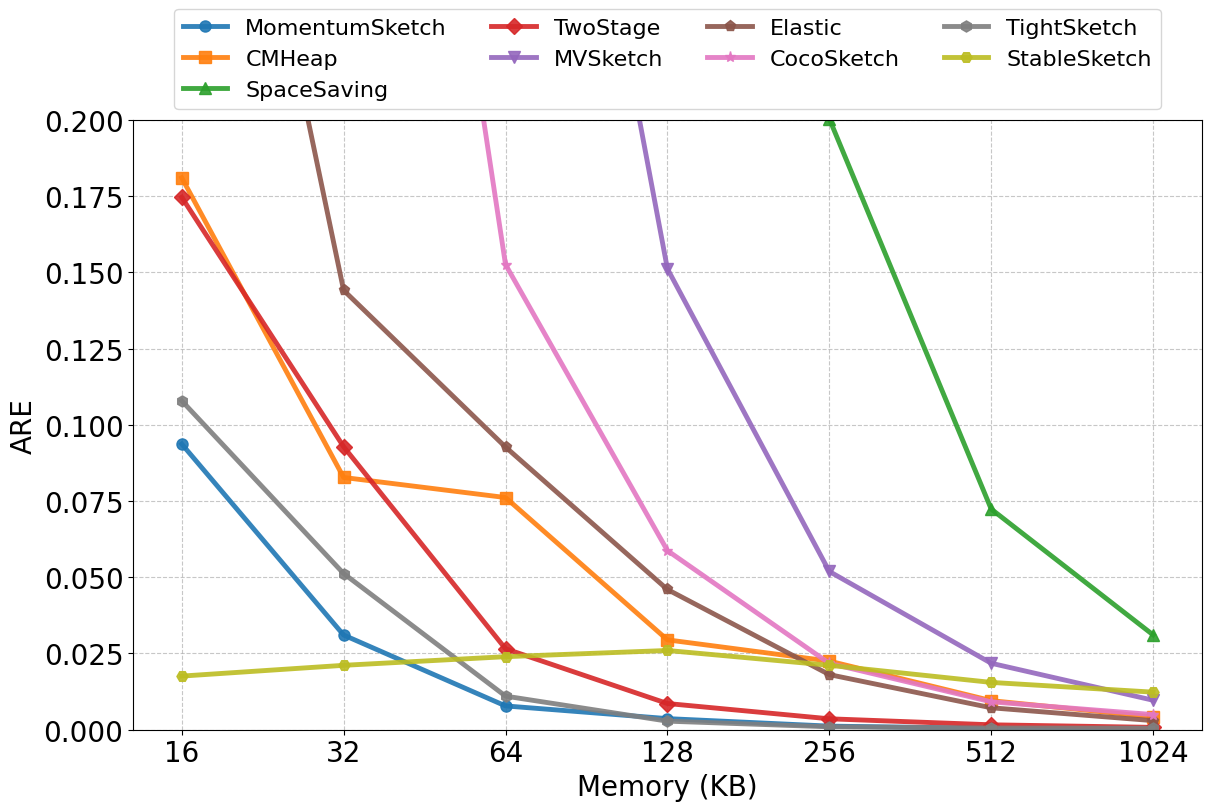 MomentumSketch TwoStage Elastic TightSketch
CMHeap MVSketch CocoSketch StableSketch
SpaceSaving
0.200
0.175
0.150
0.125
0.100
0.075
0.050
0.025
0.000
ARE
16 32 64 128 256 512 1024
Memory (KB)